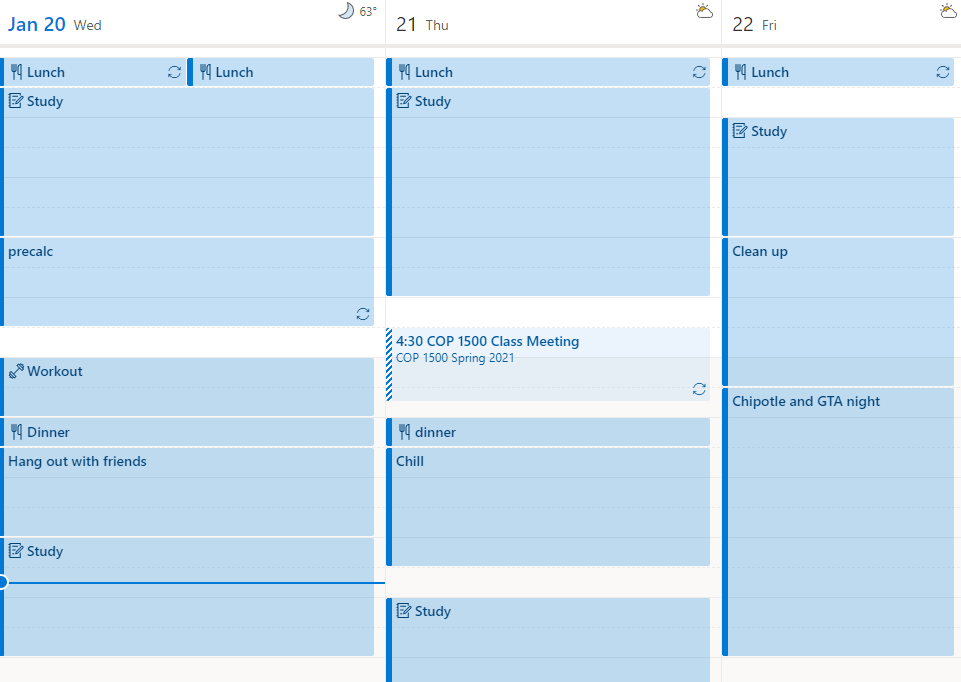 Jan 20 Wed
63°
21 Thu
22 Fri
Lunch
Lunch
Study
precalc
Workout
Dinner
Hang out with friends
Study
Lunch
Study
4:30 COP 1500 Class Meeting
COP 1500 Spring 2021
dinner
Chill
Study
Lunch
Study
Clean up
Chipotle and GTA night